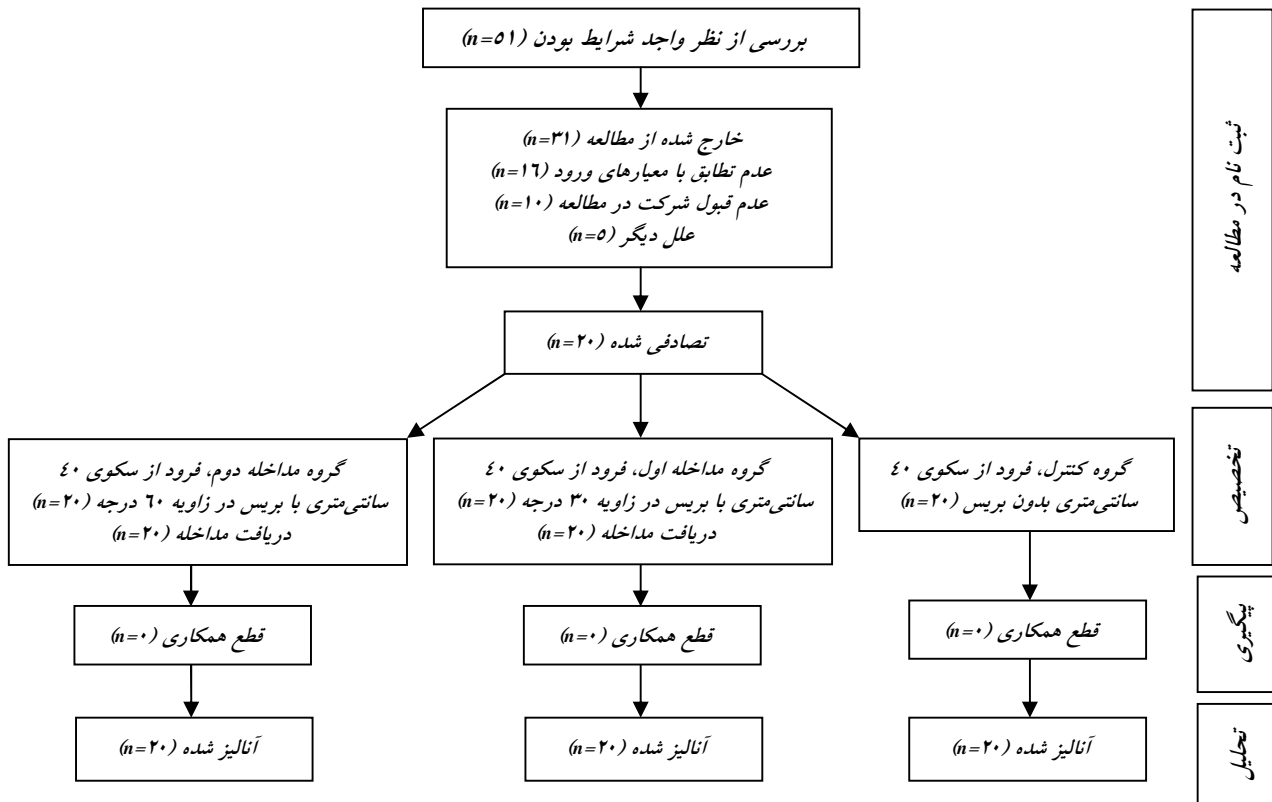 بررسی از نظر واجد شرایط بودن (n=۵۱)
خارج شده از مطالعه (n=۳۱)
عدم تطابق با معیارهای ورود (n=۱۶)
عدم قبول شرکت در مطالعه (n=۱۰)
علل دیگر (n=۵)
تصادفی شده (n=۲۰)
ثبت نام در مطالعه
گروه کنترل، فرود از سکوی ۴۰
سانتی‌متری بدون بریس (n=۲۰)
گروه مداخله اول، فرود از سکوی ۴۰
سانتی‌متری با بریس در زاویه ۳۰ درجه (n=۲۰)
دریافت مداخله (n=۲۰)
گروه مداخله دوم، فرود از سکوی ۴۰
سانتی‌متری با بریس در زاویه ۶۰ درجه (n=۲۰)
دریافت مداخله (n=۲۰)
تخصیص
قطع همکاری (n=۰)
قطع همکاری (n=۰)
قطع همکاری (n=۰)
پیگیری
آنالیز شده (n=۲۰)
آنالیز شده (n=۲۰)
آنالیز شده (n=۲۰)
تحلیل